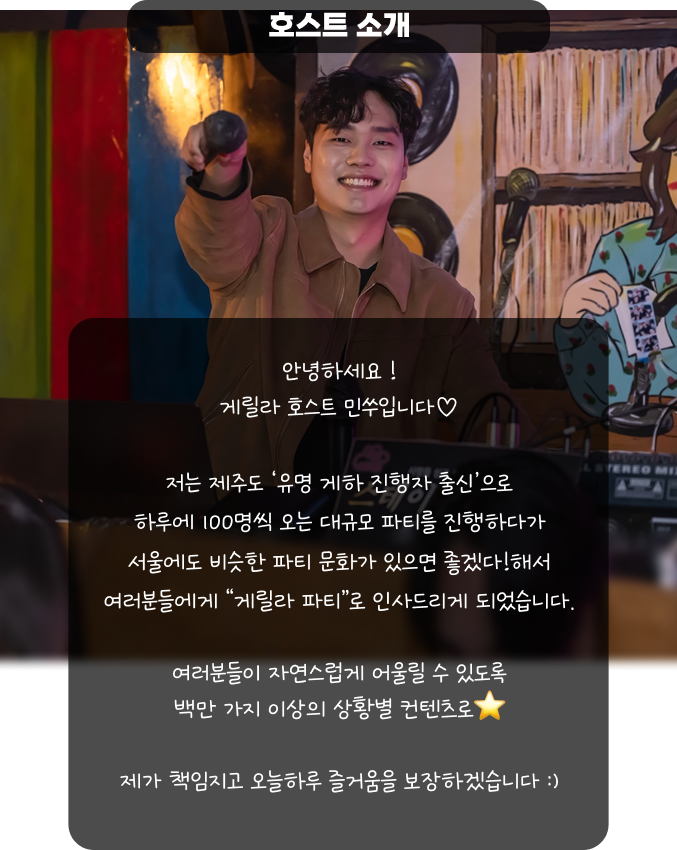 호스트 소개
안녕하세요 !
게릴라 호스트 민쑤입니다♡
저는 제주도 ‘유명 게하 진행자 출신’으로
하루에 100명씩 오는 대규모 파티를 진행하다가
서울에도 비슷한 파티 문화가 있으면 좋겠다!해서
여러분들에게 “게릴라 파티”로 인사드리게 되었습니다.
여러분들이 자연스럽게 어울릴 수 있도록
백만 가지 이상의 상황별 컨텐츠로⭐
제가 책임지고 오늘하루 즐거움을 보장하겠습니다 :)
STEREO MIX